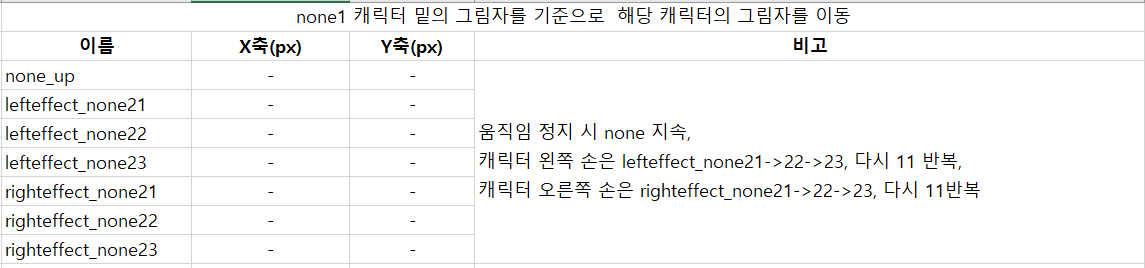 none1 캐릭터 밑의 그림자를 기준으로 해당 캐릭터의 그림자를 이동
이름 X축(px) Y축(px) 비고
none_up - -
lefteffect_none21 - -
lefteffect_none22 - -
lefteffect_none23 - -
righteffect_none21 - -
righteffect_none22 - -
righteffect_none23 - -
움직임 정지 시 none 지속,
캐릭터 왼쪽 손은 lefteffect_none21->22->23, 다시 11 반복,
캐릭터 오른쪽 손은 righteffect_none21->22->23, 다시 11반복